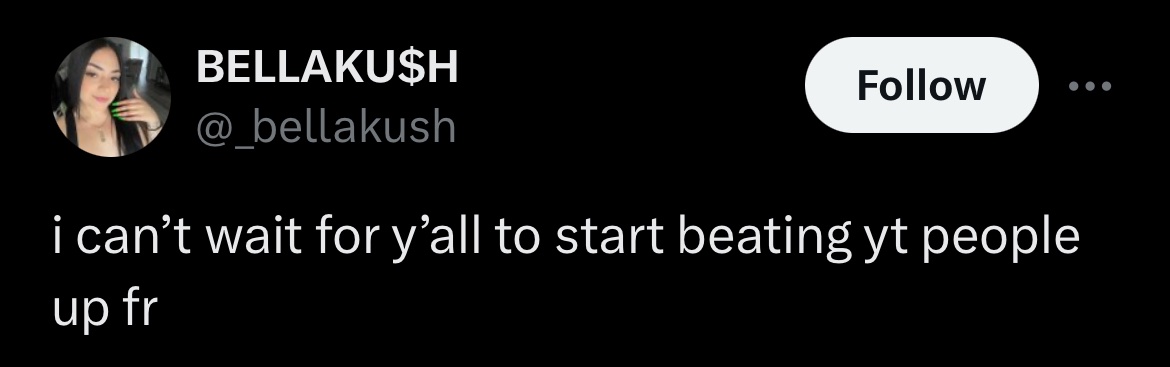 BELLAKU$H
@_bellakush
Follow
i can’t wait for y’all to start beating yt people
up fr